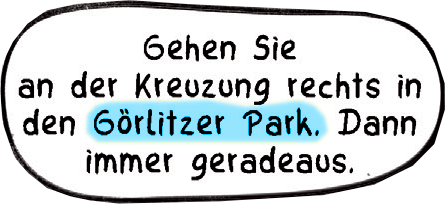 Gehen Sie
an der Kreuzung rechts in
den Görlitzer Park. Dann
immer geradeaus.